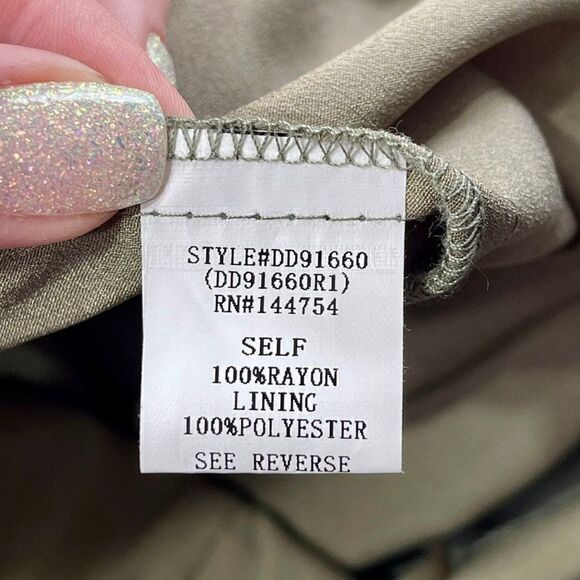 STYLE#DD91660
(DD91660R1)
RN#144754
SELF
100%RAYON
LINING
100%POLYESTER
SEE REVERSE